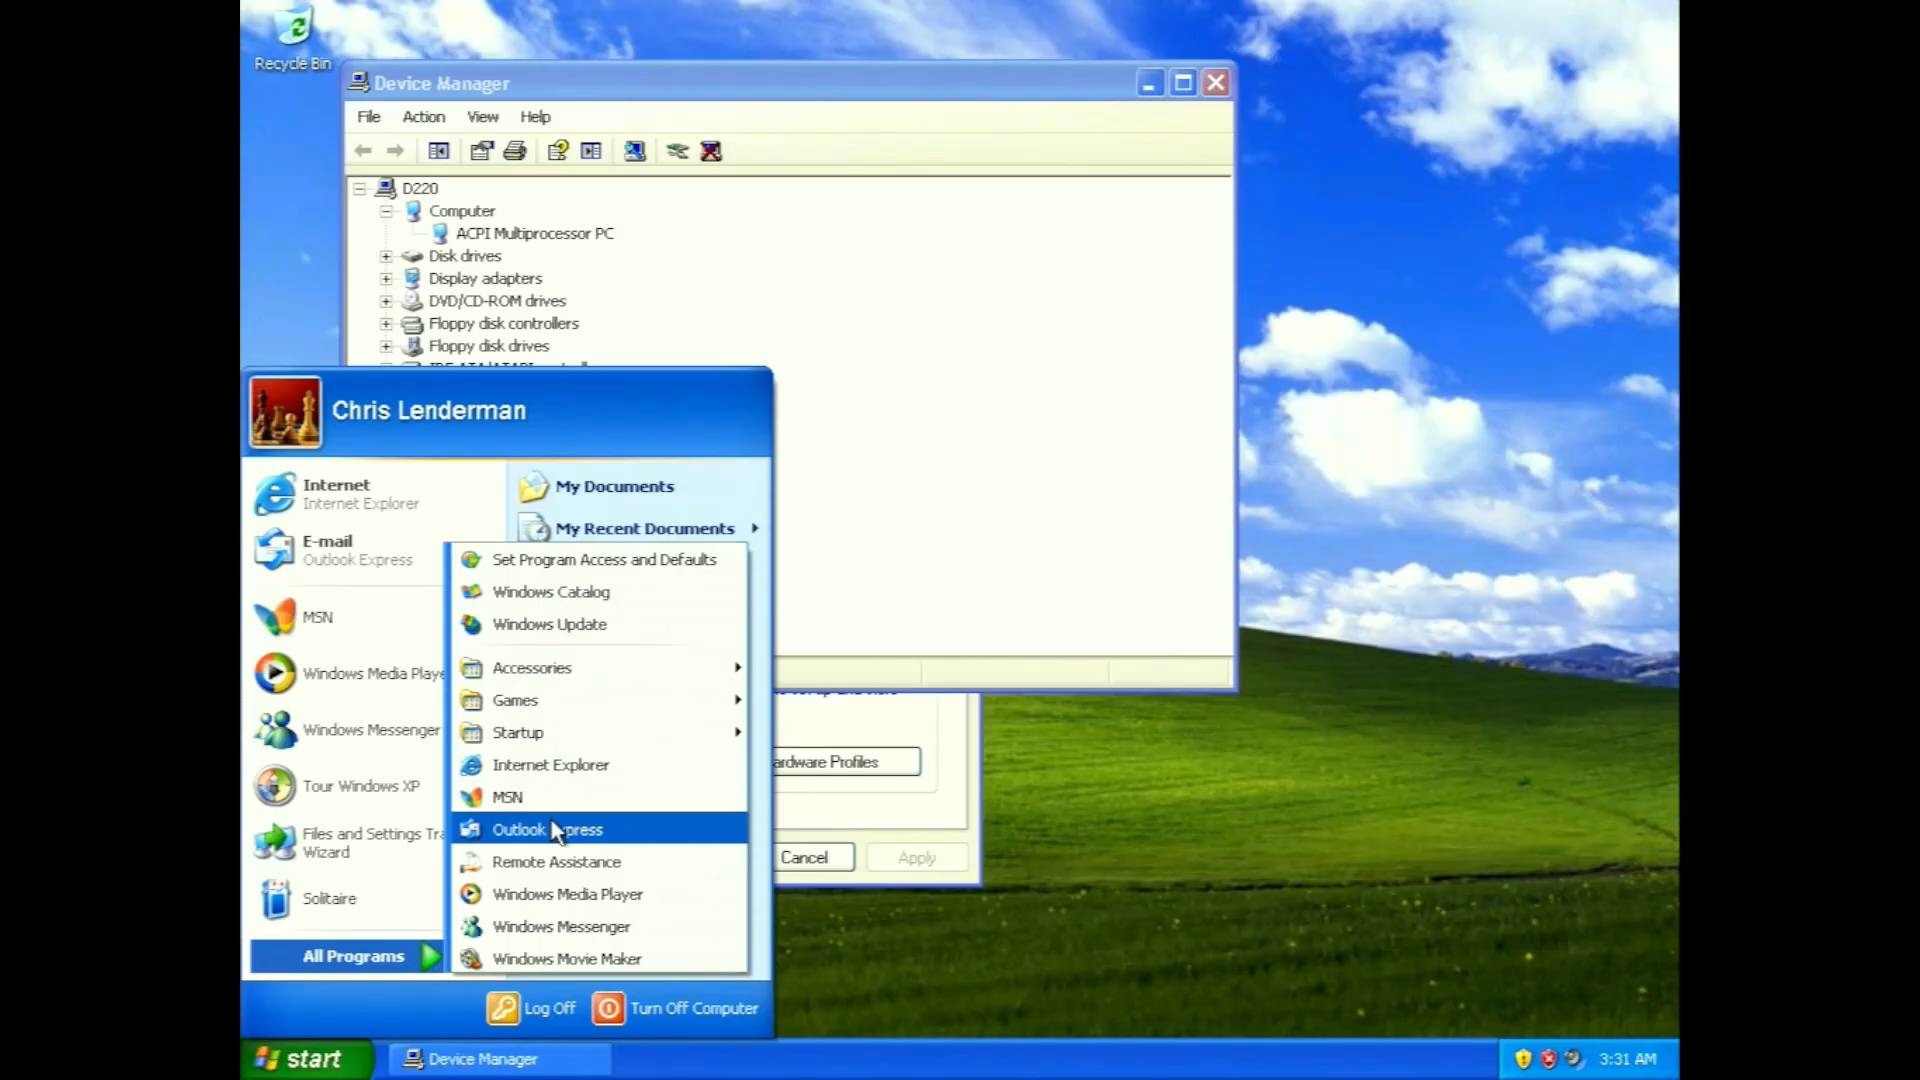 Recycle Bin
Device Manager
File Action View Help
D220
Computer
ACPI Multiprocessor PC
Disk drives
Display adapters
DVD/CD-ROM drives
Floppy disk controllers
Floppy disk drives
Chris Lenderman
Internet
Internet Explorer
E-mail
Outlook Express
MSN
Windows Media Playe
Windows Messenger
Tour Windows XP
Files and Settings Tra
Wizard
Solitaire
All Programs
My Documents
My Recent Documents
Set Program Access and Defaults
Windows Catalog
Windows Update
Accessories
Games
Startup
Internet Explorer
MSN
Outlook Express
Remote Assistance
Windows Media Player
Windows Messenger
Windows Movie Maker
ardware Profiles
Cancel
Apply
Log Off
Turn Off Computer
start
Device Manager
3:31 AM